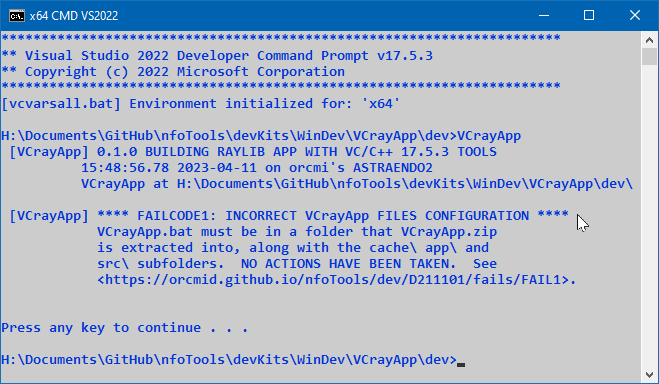 x64 CMD VS2022
**********************************************************************
** Visual Studio 2022 Developer Command Prompt v17.5.3
** Copyright (c) 2022 Microsoft Corporation
**********************************************************************
[vcvarsall.bat] Environment initialized for: 'x64'
H:\Documents\GitHub\nfoTools\devKits\WinDev\VCrayApp\dev>VCrayApp
[VCrayApp] 0.1.0 BUILDING RAYLIB APP WITH VC/C++ 17.5.3 TOOLS
15:48:56.78 2023-04-11 on orcmi's ASTRAENDO2
VCrayApp at H:\Documents\GitHub\nfoTools\devKits\WinDev\VCrayApp\dev\
[VCrayApp] **** FAILCODE1: INCORRECT VCrayApp FILES CONFIGURATION ****
VCrayApp.bat must be in a folder that VCrayApp.zip
is extracted into, along with the cache\ app\ and
src\ subfolders.  NO ACTIONS HAVE BEEN TAKEN.  See
<https://orcmid.github.io/nfoTools/dev/D211101/fails/FAIL1>.
Press any key to continue . . .
H:\Documents\GitHub\nfoTools\devKits\WinDev\VCrayApp\dev>